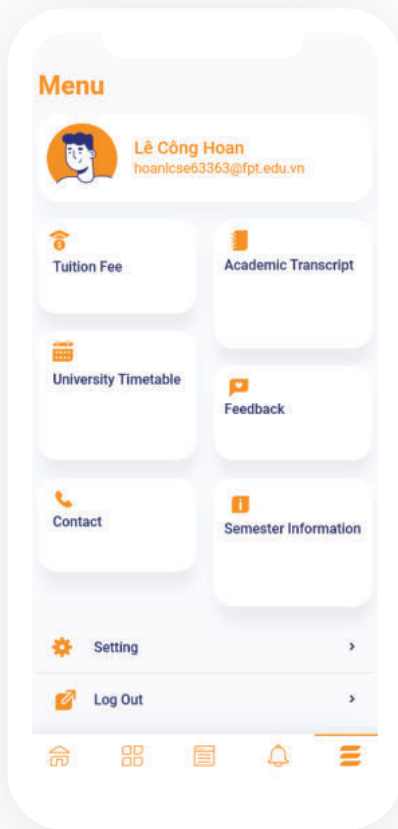 Menu
Lê Công Hoan
hoanlcse63363@fpt.edu.vn
Tuition Fee
Academic Transcript
University Timetable
Feedback
Contact
Semester Information
Setting
Log Out